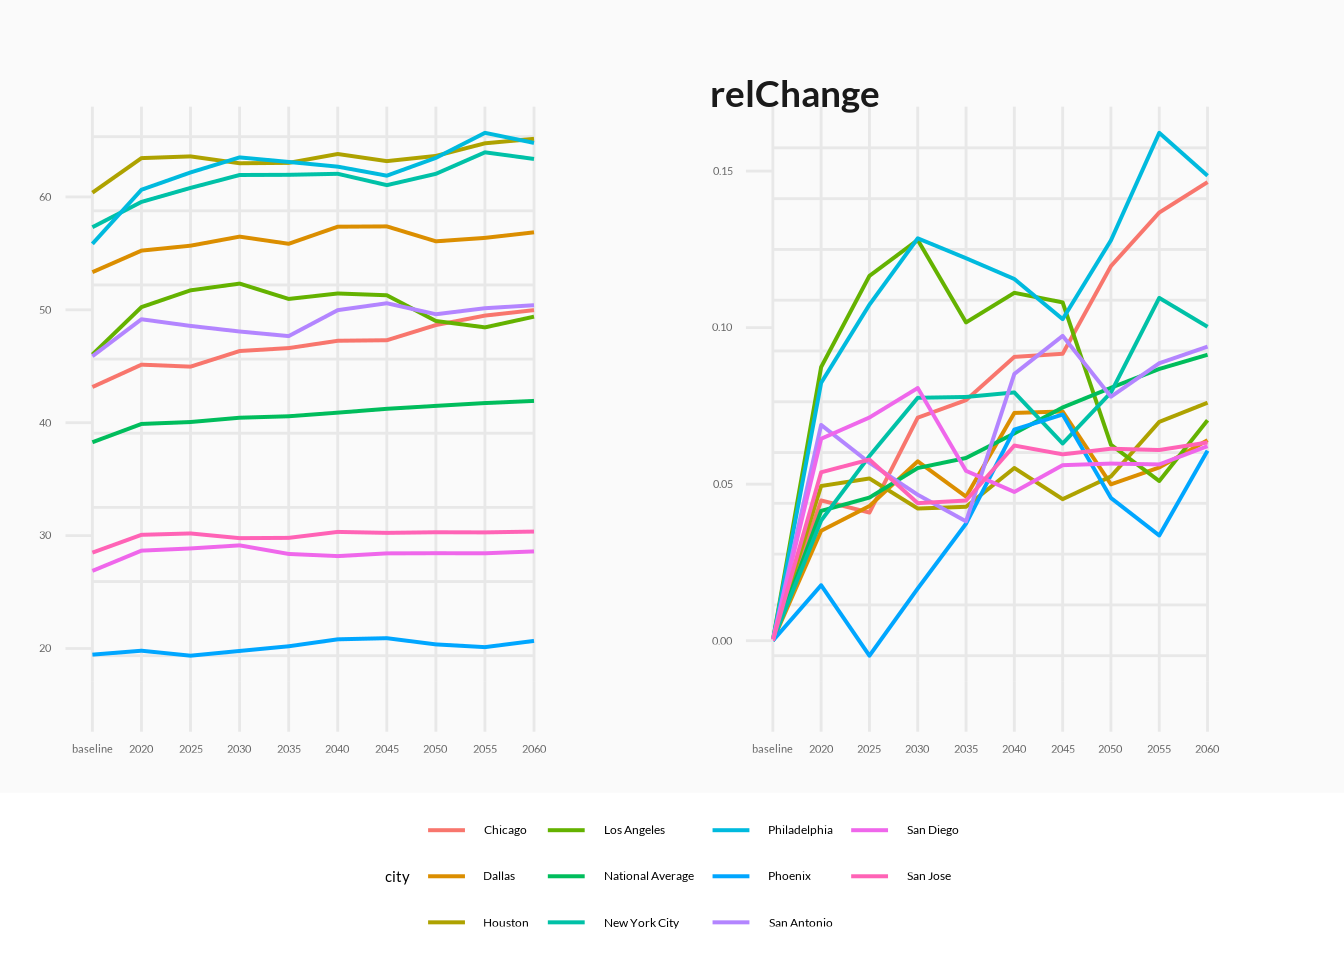 relChange
60
50
40
30
20
baseline 2020 2025 2030 2035 2040 2045 2050 2055 2060
0.15
0.10
0.05
0.00
baseline 2020 2025 2030 2035 2040 2045 2050 2055 2060
city
Chicago Los Angeles Philadelphia San Diego
Dallas National Average Phoenix San Jose
Houston New York City San Antonio